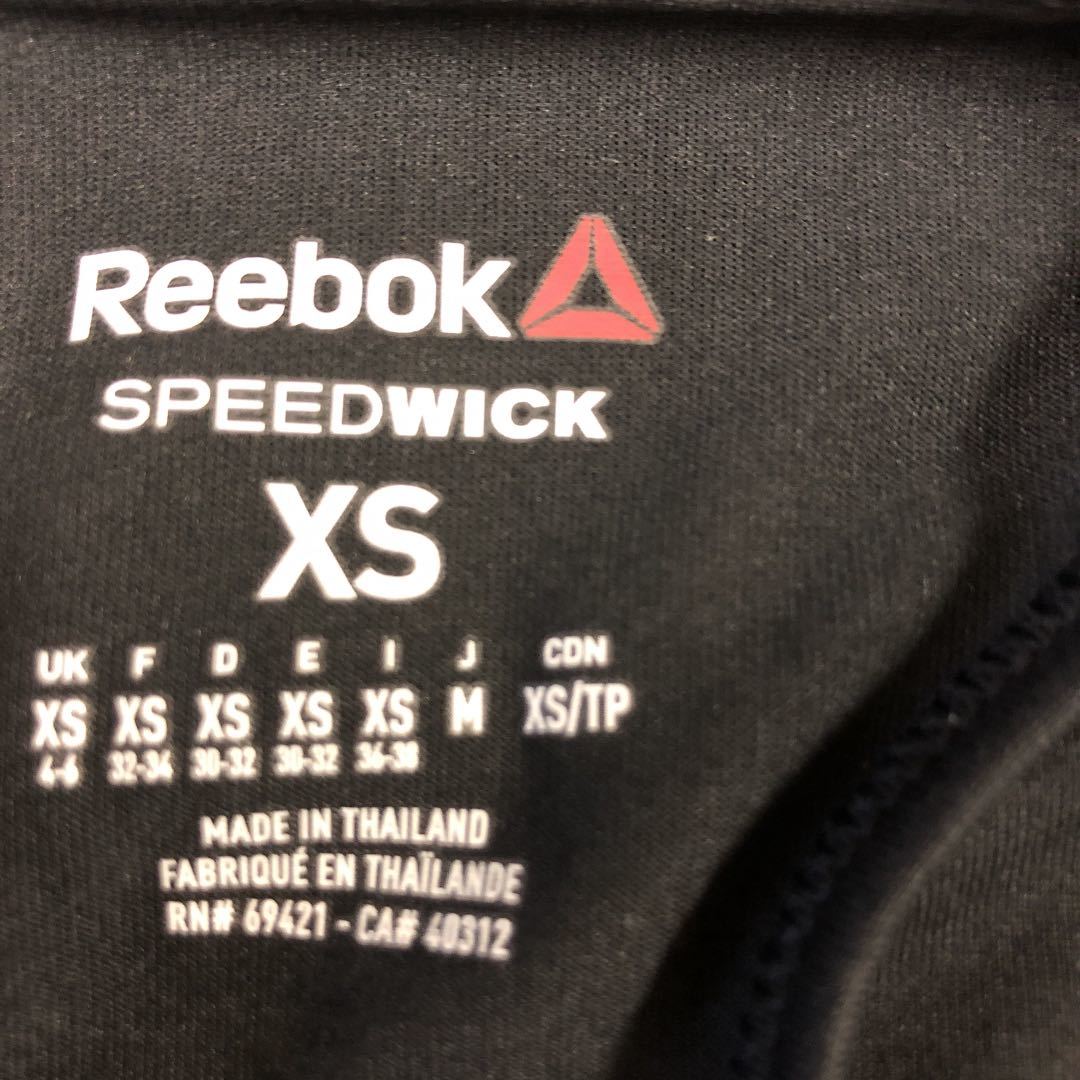 Reebok
SPEEDWICK
XS
UK F D E I J CDN
XS XS XS XS XS M XS/TP
4-6 32-34 30-32 30-32 36-38
MADE IN THAILAND
FABRIQUÉ EN THAÏLANDE
RN# 69421 - CA# 40312